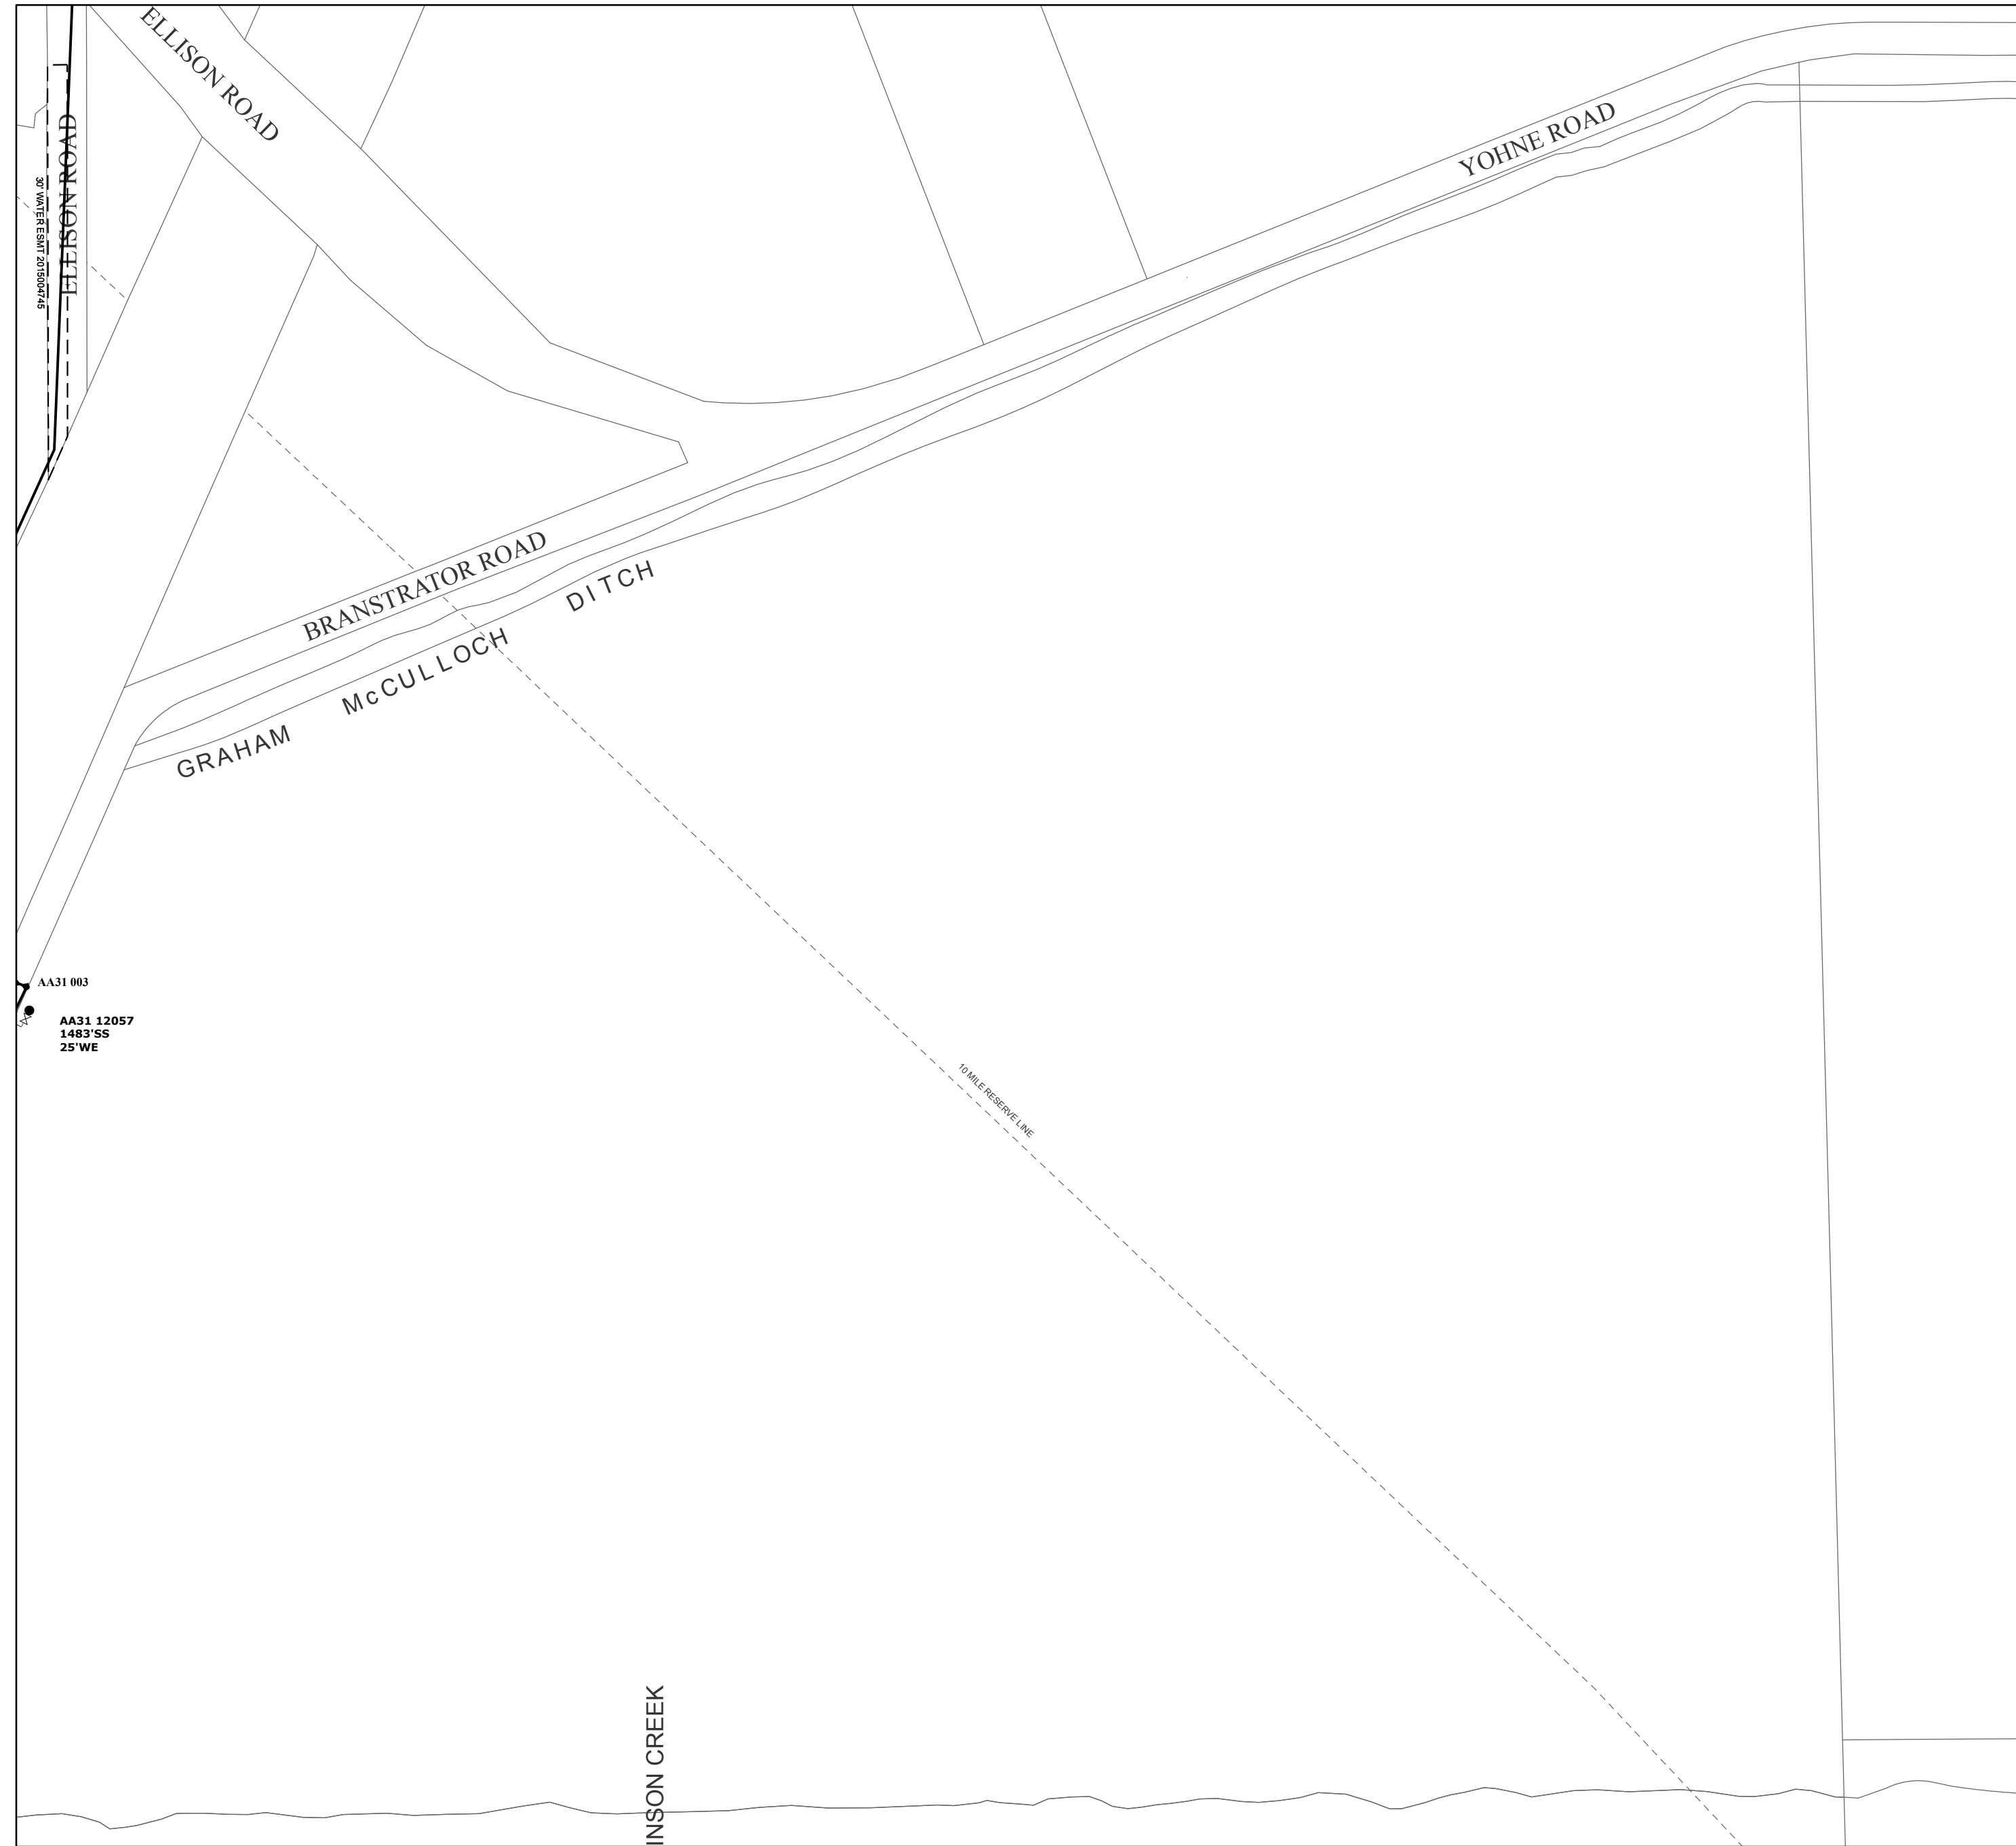 ELLISON ROAD
YOHNE ROAD
ELLISON ROAD
30' WATER ESMT 2015004745
BRANSTRATOR ROAD
GRAHAM McCULLOCH DITCH
AA31 003
AA31 12057
1483'SS
25'WE
10 MILE RESERVE LINE
INSON CREEK